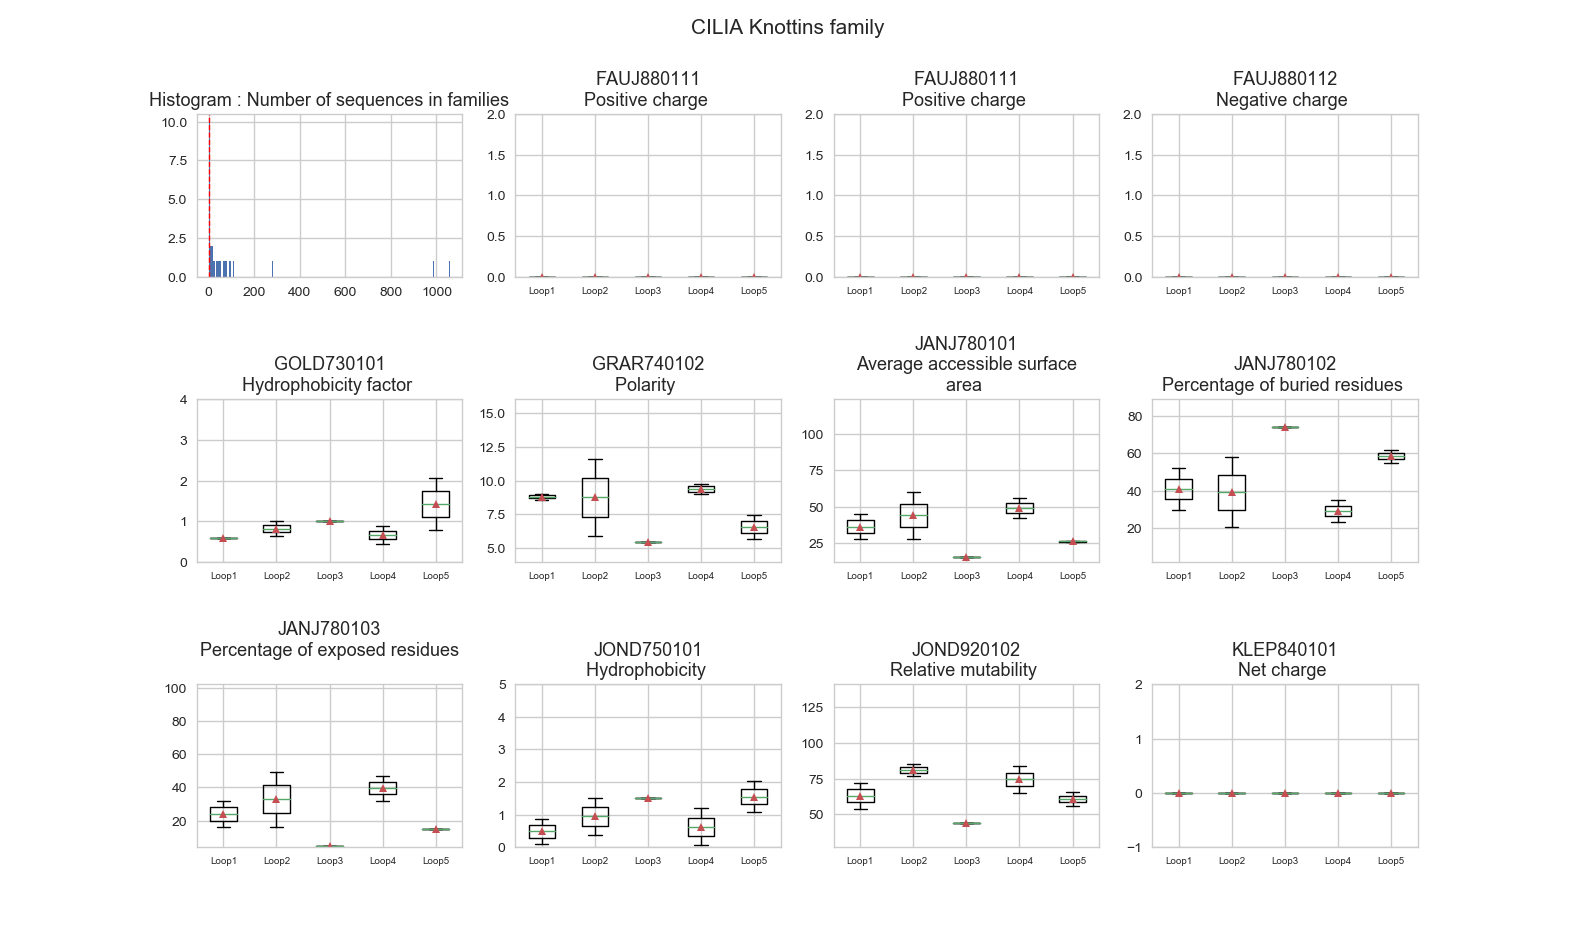 CILIA Knottins family
Histogram : Number of sequences in families
10.0
7.5
5.0
2.5
0.0
0 200 400 600 800 1000
FAUJ880111
Positive charge
2.0
1.5
1.0
0.5
0.0
Loop1 Loop2 Loop3 Loop4 Loop5
FAUJ880111
Positive charge
2.0
1.5
1.0
0.5
0.0
Loop1 Loop2 Loop3 Loop4 Loop5
FAUJ880112
Negative charge
2.0
1.5
1.0
0.5
0.0
Loop1 Loop2 Loop3 Loop4 Loop5
GOLD730101
Hydrophobicity factor
4
3
2
1
0
Loop1 Loop2 Loop3 Loop4 Loop5
GRAR740102
Polarity
15.0
12.5
10.0
7.5
5.0
Loop1 Loop2 Loop3 Loop4 Loop5
JANJ780101
Average accessible surface
area
100
75
50
25
Loop1 Loop2 Loop3 Loop4 Loop5
JANJ780102
Percentage of buried residues
80
60
40
20
Loop1 Loop2 Loop3 Loop4 Loop5
JANJ780103
Percentage of exposed residues
100
80
60
40
20
Loop1 Loop2 Loop3 Loop4 Loop5
JOND750101
Hydrophobicity
5
4
3
2
1
0
Loop1 Loop2 Loop3 Loop4 Loop5
JOND920102
Relative mutability
125
100
75
50
Loop1 Loop2 Loop3 Loop4 Loop5
KLEP840101
Net charge
2
1
0
−1
Loop1 Loop2 Loop3 Loop4 Loop5